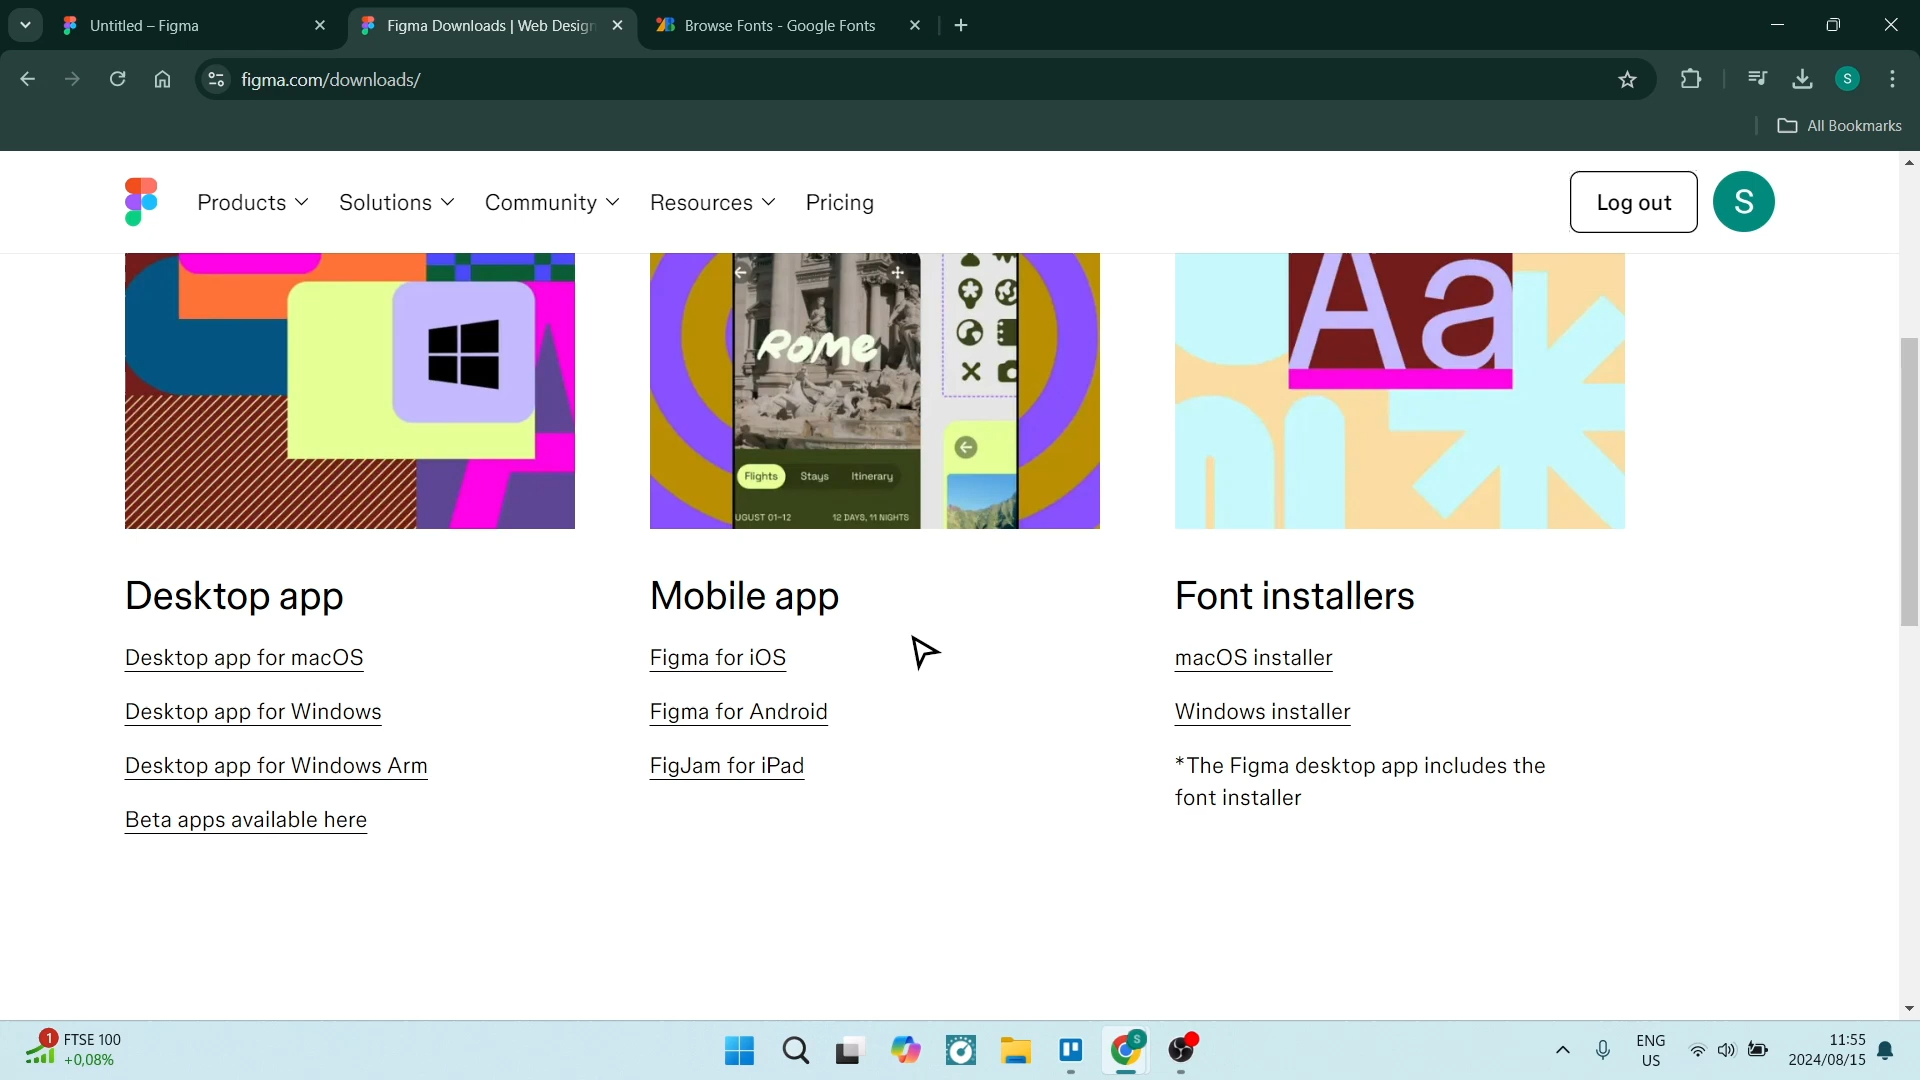 Untitled – Figma
Figma Downloads | Web Design
Browse Fonts - Google Fonts
figma.com/downloads/
S
All Bookmarks
Products
Solutions
Community
Resources
Pricing
Log out
S
Rome
Flights
Stays
Itinerary
UGUST 01–12
12 DAYS, 11 NIGHTS
Aa
Desktop app
Desktop app for macOS
Desktop app for Windows
Desktop app for Windows Arm
Beta apps available here
Mobile app
Figma for iOS
Figma for Android
FigJam for iPad
Font installers
macOS installer
Windows installer
*The Figma desktop app includes the
font installer
1
FTSE 100
+0,08%
S
ENG
US
11:55
2024/08/15